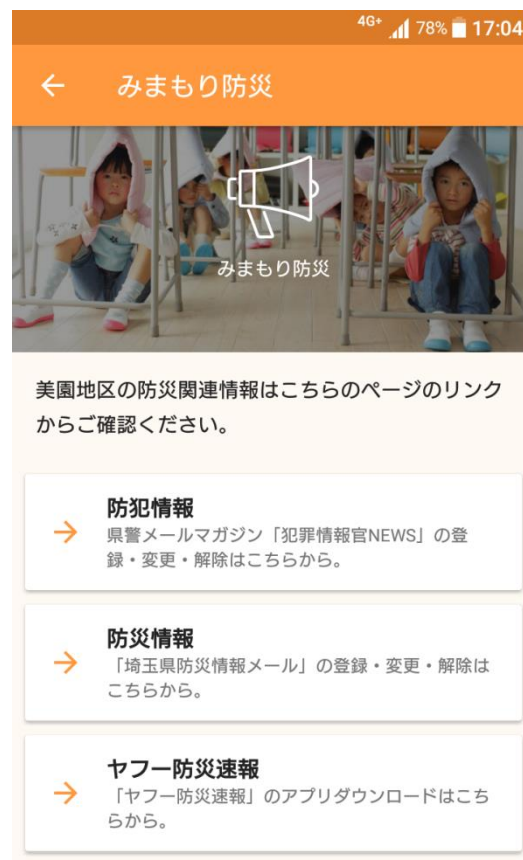 4G+ 78% 17:04
みまもり防災
みまもり防災
美園地区の防災関連情報はこちらのページのリンク
からご確認ください。
防犯情報
県警メールマガジン「犯罪情報官NEWS」の登
録・変更・解除はこちらから。
防災情報
「埼玉県防災情報メール」の登録・変更・解除は
こちらから。
ヤフー防災速報
「ヤフー防災速報」のアプリダウンロードはこち
らから。